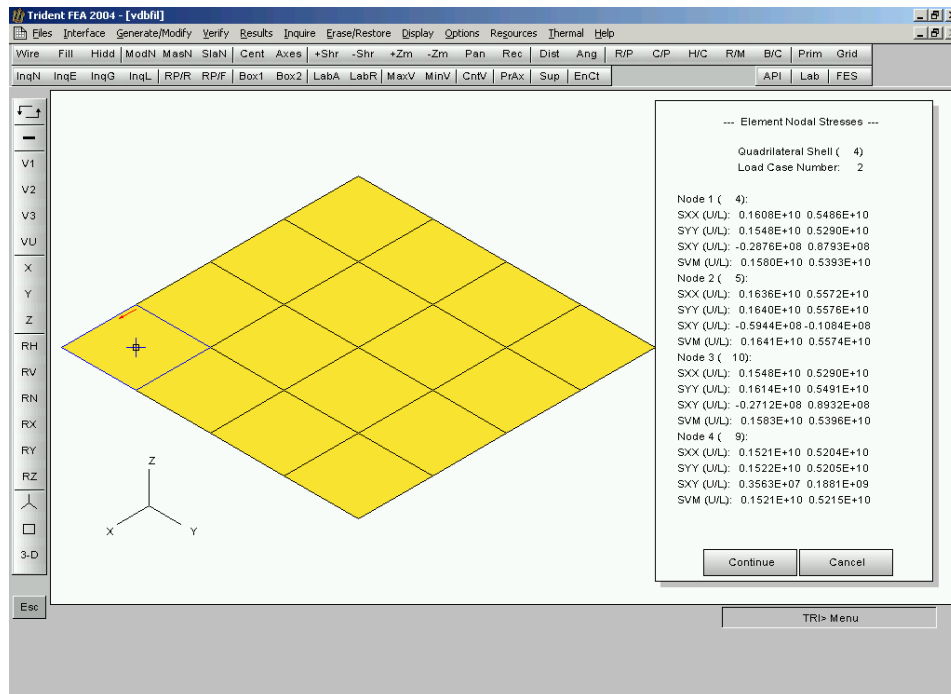 Trident FEA 2004 - [vdbfil]
Files Interface Generate/Modify Verify Results Inquire Erase/Restore Display Options Resources Thermal Help
Wire Fill Hidd ModN MasN SlaN Cent Axes +Shr -Shr +Zm -Zm Pan Rec Dist Ang R/P C/P H/C R/M B/C Prim Grid
InqN InqE InqG InqL RP/R RP/F Box1 Box2 LabA LabR MaxV MinV CntV PrAx Sup EnCt API Lab FES
V1
V2
V3
VU
X
Y
Z
RH
RV
RN
RX
RY
RZ
3-D
Esc
Z
X
Y
--- Element Nodal Stresses ---
Quadrilateral Shell ( 4)
Load Case Number: 2
Node 1 ( 4):
SXX (U/L): 0.1608E+10 0.5486E+10
SYY (U/L): 0.1548E+10 0.5290E+10
SXY (U/L): -0.2876E+08 0.8793E+08
SVM (U/L): 0.1580E+10 0.5393E+10
Node 2 ( 5):
SXX (U/L): 0.1636E+10 0.5572E+10
SYY (U/L): 0.1640E+10 0.5576E+10
SXY (U/L): -0.5944E+08 -0.1084E+08
SVM (U/L): 0.1641E+10 0.5574E+10
Node 3 ( 10):
SXX (U/L): 0.1548E+10 0.5290E+10
SYY (U/L): 0.1614E+10 0.5491E+10
SXY (U/L): -0.2712E+08 0.8932E+08
SVM (U/L): 0.1583E+10 0.5396E+10
Node 4 ( 9):
SXX (U/L): 0.1521E+10 0.5204E+10
SYY (U/L): 0.1522E+10 0.5205E+10
SXY (U/L): 0.3563E+07 0.1881E+09
SVM (U/L): 0.1521E+10 0.5215E+10
Continue Cancel
TRI> Menu